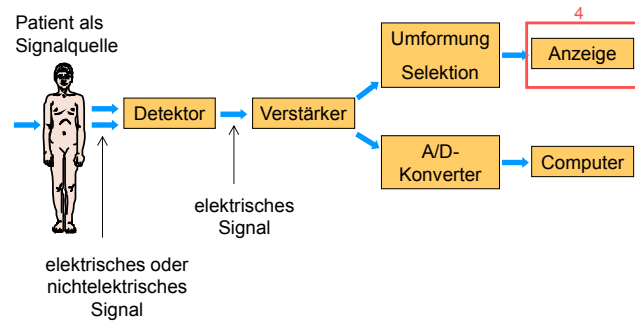 Patient als
Signalquelle
4
Umformung
Selektion
Anzeige
Detektor
Verstärker
A/D-
Konverter
Computer
elektrisches
Signal
elektrisches oder
nichtelektrisches
Signal